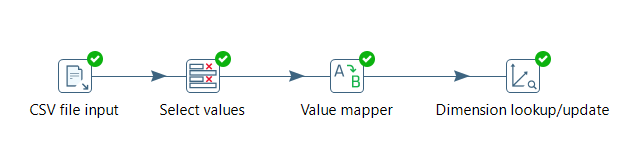 A
B
CSV file input
Select values
Value mapper
Dimension lookup/update